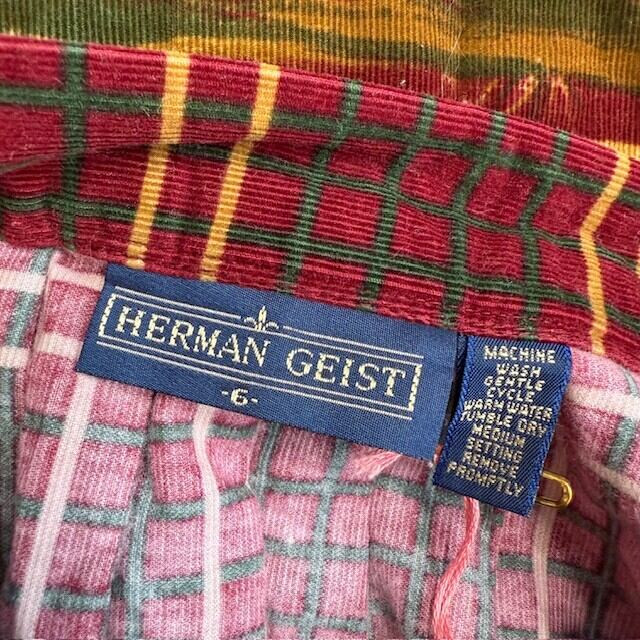 HERMAN GEIST
-6-
MACHINE
WASH
GENTLE
CYCLE
WARM WATER
TUMBLE DRY
MEDIUM
SETTING
REMOVE
PROMPTLY